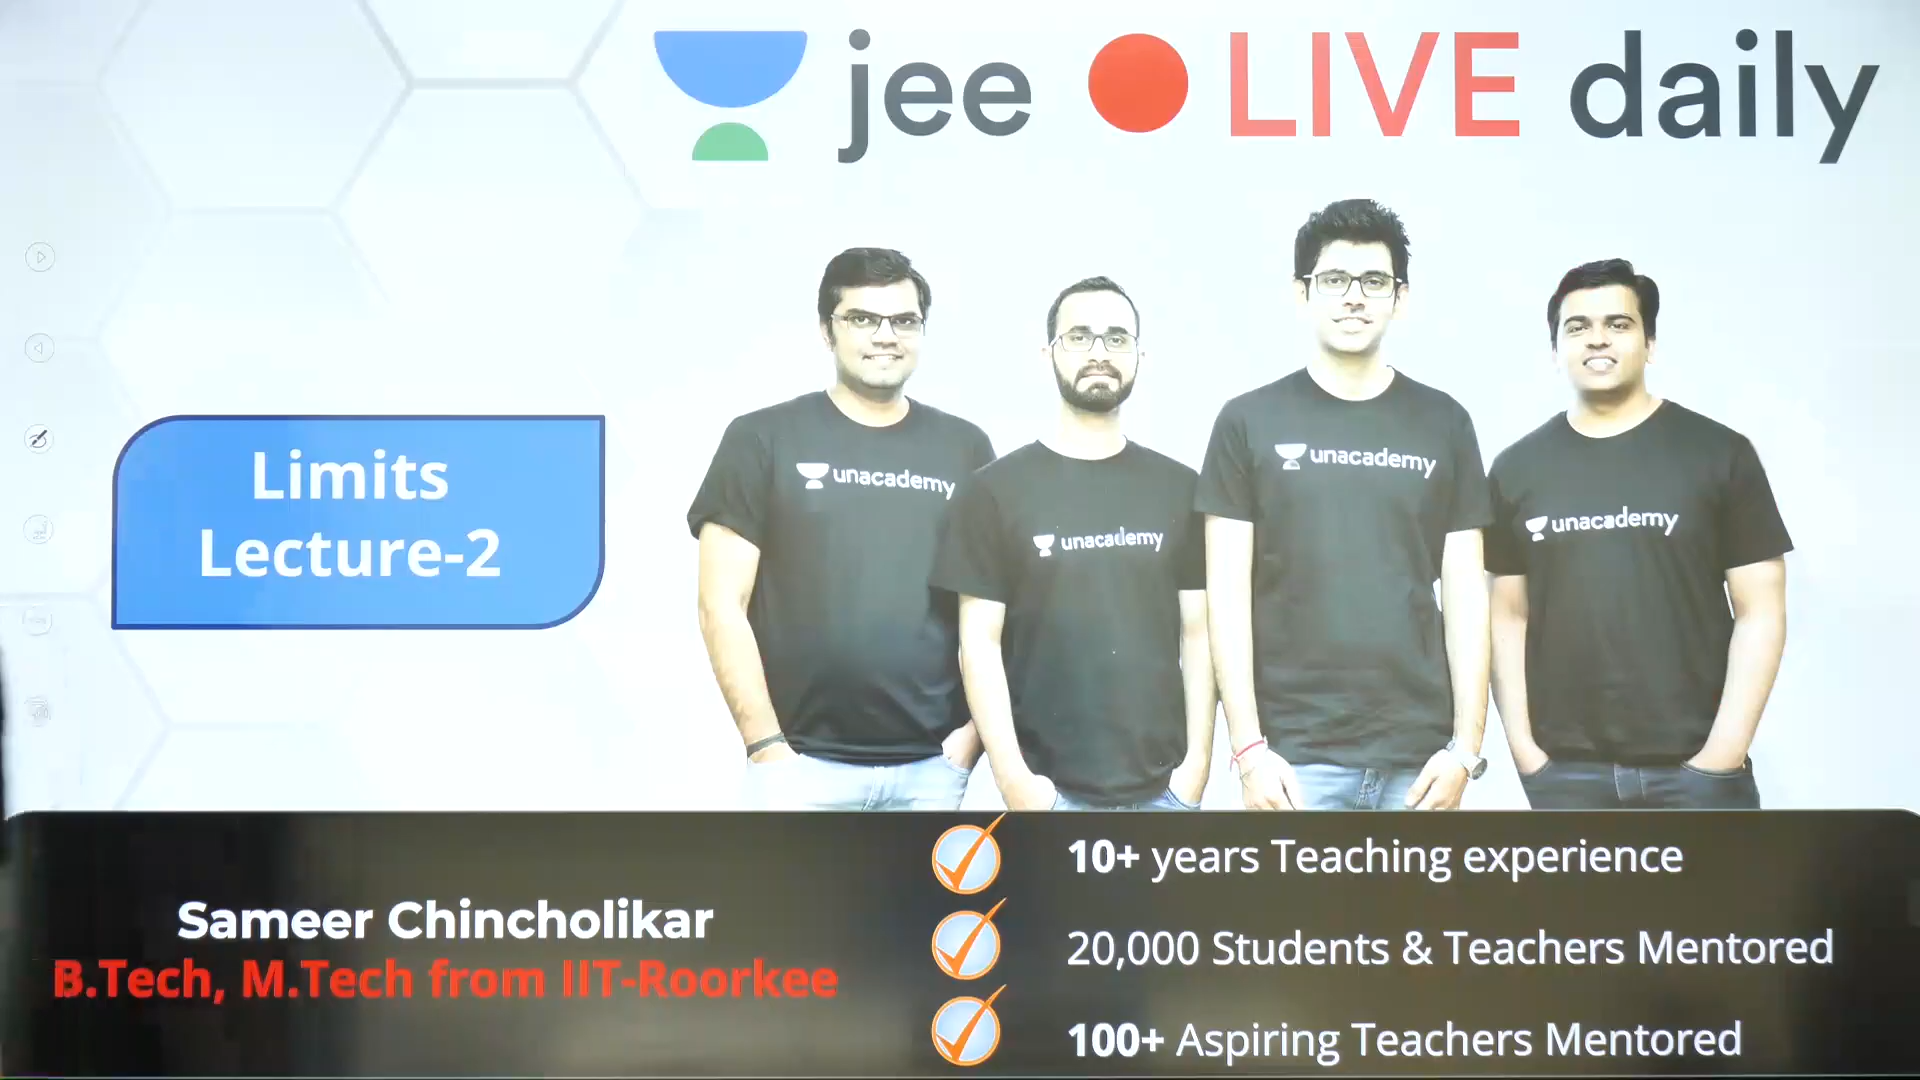 jee LIVE daily
Limits
Lecture-2
unacademy
unacademy
unacademy
unacademy
Sameer Chincholikar
B.Tech, M.Tech from IIT-Roorkee
10+ years Teaching experience
20,000 Students & Teachers Mentored
100+ Aspiring Teachers Mentored